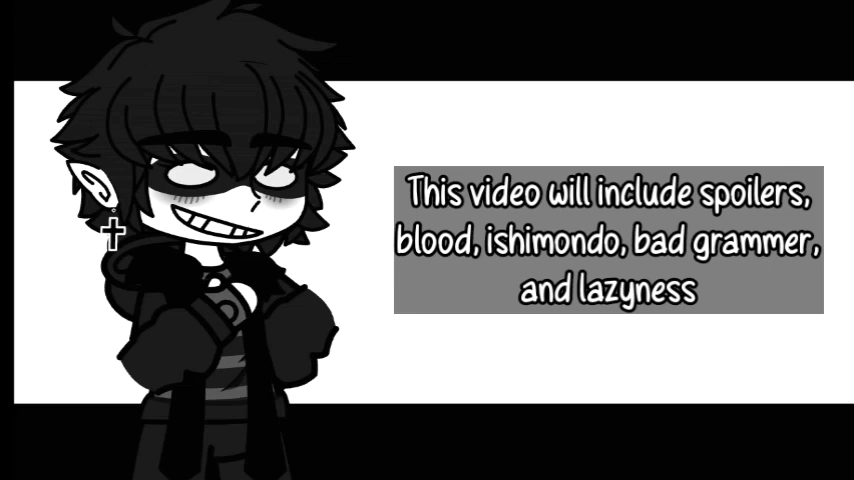 This video will include spoilers,
blood, ishimondo, bad grammer,
and lazyness